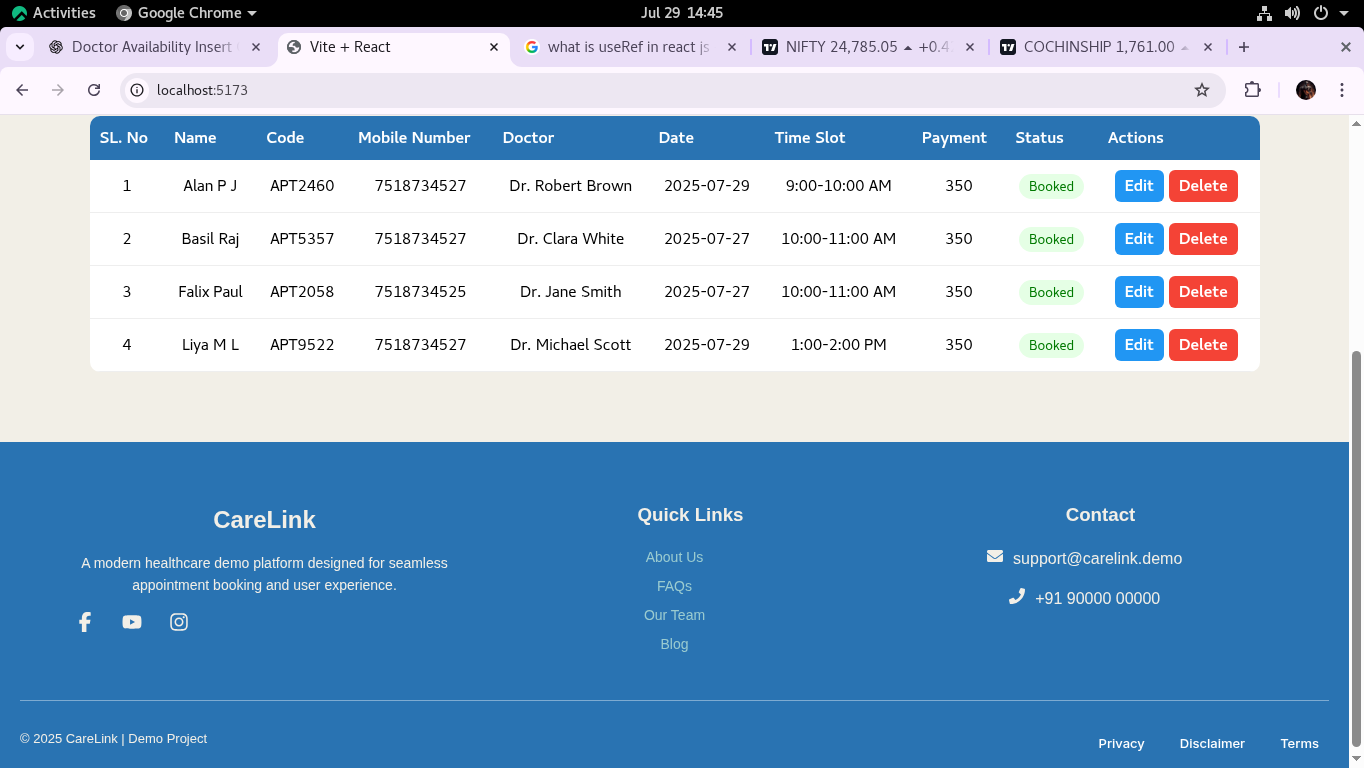 Activities Google Chrome Jul 29 14:45
Doctor Availability Insert Vite + React what is useRef in react js NIFTY 24,785.05 +0.4 COCHINSHIP 1,761.00
localhost:5173
SL. No Name Code Mobile Number Doctor Date Time Slot Payment Status Actions
1 Alan P J APT2460 7518734527 Dr. Robert Brown 2025-07-29 9:00-10:00 AM 350 Booked Edit Delete
2 Basil Raj APT5357 7518734527 Dr. Clara White 2025-07-27 10:00-11:00 AM 350 Booked Edit Delete
3 Falix Paul APT2058 7518734525 Dr. Jane Smith 2025-07-27 10:00-11:00 AM 350 Booked Edit Delete
4 Liya M L APT9522 7518734527 Dr. Michael Scott 2025-07-29 1:00-2:00 PM 350 Booked Edit Delete
CareLink
A modern healthcare demo platform designed for seamless
appointment booking and user experience.
Quick Links
About Us
FAQs
Our Team
Blog
Contact
support@carelink.demo
+91 90000 00000
© 2025 CareLink | Demo Project
Privacy Disclaimer Terms